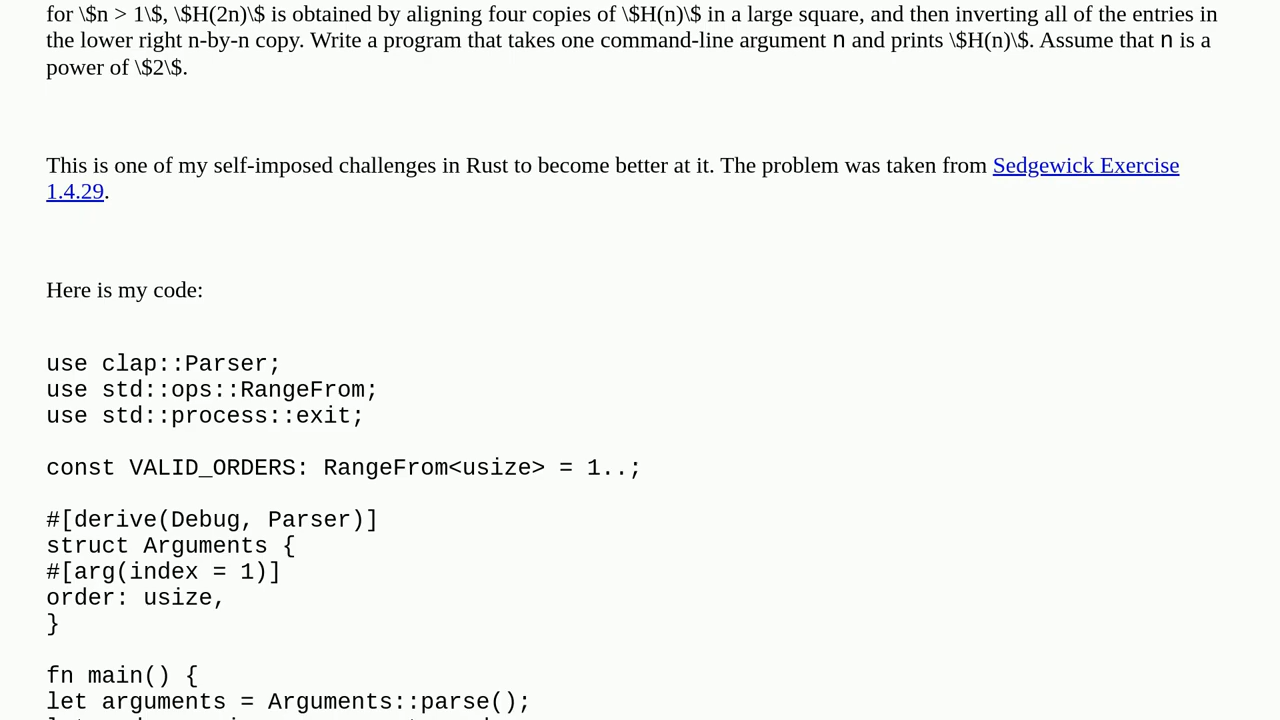 for \$n > 1\$, \$H(2n)\$ is obtained by aligning four copies of \$H(n)\$ in a large square, and then inverting all of the entries in
the lower right n-by-n copy. Write a program that takes one command-line argument n and prints \$H(n)\$. Assume that n is a
power of \$2\$.
This is one of my self-imposed challenges in Rust to become better at it. The problem was taken from Sedgewick Exercise
1.4.29.
Here is my code:
use clap::Parser;
use std::ops::RangeFrom;
use std::process::exit;
const VALID_ORDERS: RangeFrom<usize> = 1..;
#[derive(Debug, Parser)]
struct Arguments {
#[arg(index = 1)]
order: usize,
}
fn main() {
let arguments = Arguments::parse();